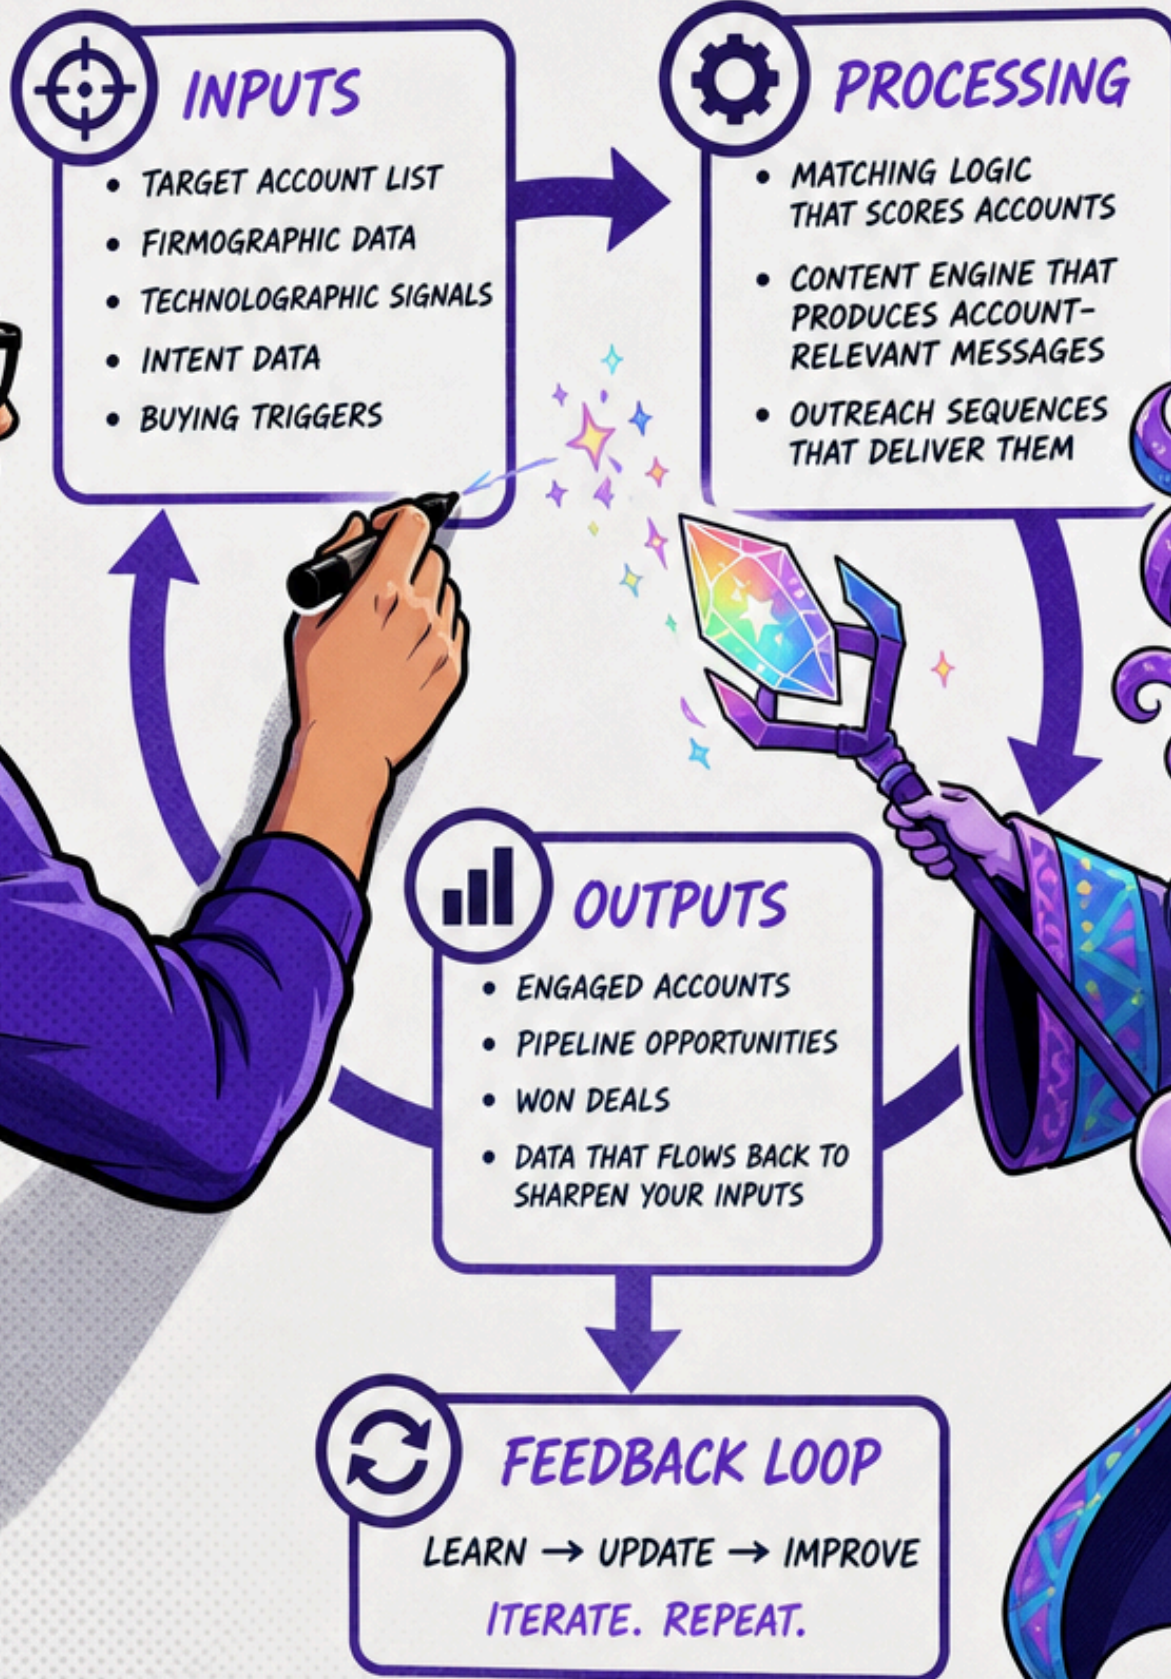 INPUTS
• TARGET ACCOUNT LIST
• FIRMOGRAPHIC DATA
• TECHNOLOGRAPHIC SIGNALS
• INTENT DATA
• BUYING TRIGGERS
PROCESSING
• MATCHING LOGIC
THAT SCORES ACCOUNTS
• CONTENT ENGINE THAT
PRODUCES ACCOUNT-
RELEVANT MESSAGES
• OUTREACH SEQUENCES
THAT DELIVER THEM
OUTPUTS
• ENGAGED ACCOUNTS
• PIPELINE OPPORTUNITIES
• WON DEALS
• DATA THAT FLOWS BACK TO
SHARPEN YOUR INPUTS
FEEDBACK LOOP
LEARN → UPDATE → IMPROVE
ITERATE. REPEAT.